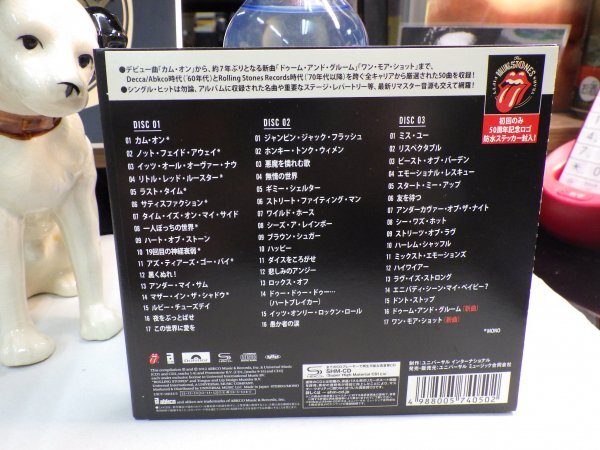 ●デビュー曲「カム・オン」から、約7年ぶりとなる新曲「ドゥーム・アンド・グルーム」「ワン・モア・ショット」まで、
Decca/Abkco時代('60年代)とRolling Stones Records時代('70年代以降)を跨ぐ全キャリアから厳選された50曲を収録!
●シングル・ヒットは勿論、アルバムに収録された名曲や重要なステージ・レパートリー等、最新リマスター音源も交えて網羅!
ROLLING STONES
初回のみ
50周年記念ロゴ
防水ステッカー封入!
DISC 01
01 カム・オン*
02 ノット・フェイド・アウェイ*
03 イッツ・オール・オーヴァー・ナウ
04 リトル・レッド・ルースター*
05 ラスト・タイム*
06 サティスファクション*
07 タイム・イズ・オン・マイ・サイド
08 一人ぼっちの世界*
09 ハート・オブ・ストーン
10 19回目の神経衰弱*
11 アズ・ティアーズ・ゴー・バイ*
12 黒くぬれ!
13 アンダー・マイ・サム
14 マザー・イン・ザ・シャドウ*
15 ルビー・チューズデイ
16 夜をぶっとばせ
17 この世界に愛を
DISC 02
01 ジャンピン・ジャック・フラッシュ
02 ホンキー・トンク・ウィメン
03 悪魔を憐れむ歌
04 無情の世界
05 ギミー・シェルター
06 ストリート・ファイティング・マン
07 ワイルド・ホース
08 シーズ・ア・レインボー
09 ブラウン・シュガー
10 ハッピー
11 ダイスをころがせ
12 悲しみのアンジー
13 ロックス・オフ
14 ドゥー・ドゥー・ドゥー…
(ハートブレイカー)
15 イッツ・オンリー・ロックン・ロール
16 愚か者の涙
DISC 03
01 ミス・ユー
02 リスペクタブル
03 ビースト・オブ・バーデン
04 エモーショナル・レスキュー
05 スタート・ミー・アップ
06 友を待つ
07 アンダーカヴァー・オブ・ザ・ナイト
08 シー・ワズ・ホット
09 ストリーツ・オブ・ラヴ
10 ハーレム・シャッフル
11 ミックスト・エモーションズ
12 ハイワイアー
13 ラヴ・イズ・ストロング
14 エニバディ・シーン・マイ・ベイビー?
15 ドント・ストップ
16 ドゥーム・アンド・グルーム (新曲)
17 ワン・モア・ショット (新曲)
*MONO
abkco
SHM-CD
(Super High Material CD)
制作:ユニバーサル インターナショナル
発売・販売元:ユニバーサル ミュージック合同会社
4 988005 740502